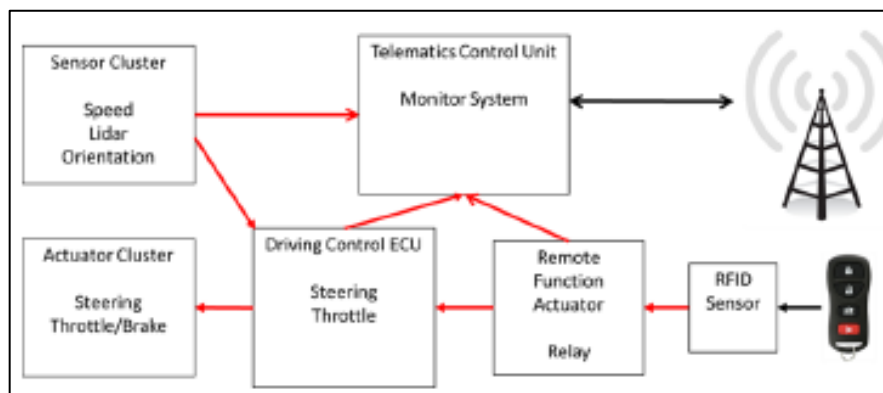 Sensor Cluster
Speed
Lidar
Orientation
Telematics Control Unit
Monitor System
Actuator Cluster
Steering
Throttle/Brake
Driving Control ECU
Steering
Throttle
Remote
Function
Actuator
Relay
RFID
Sensor